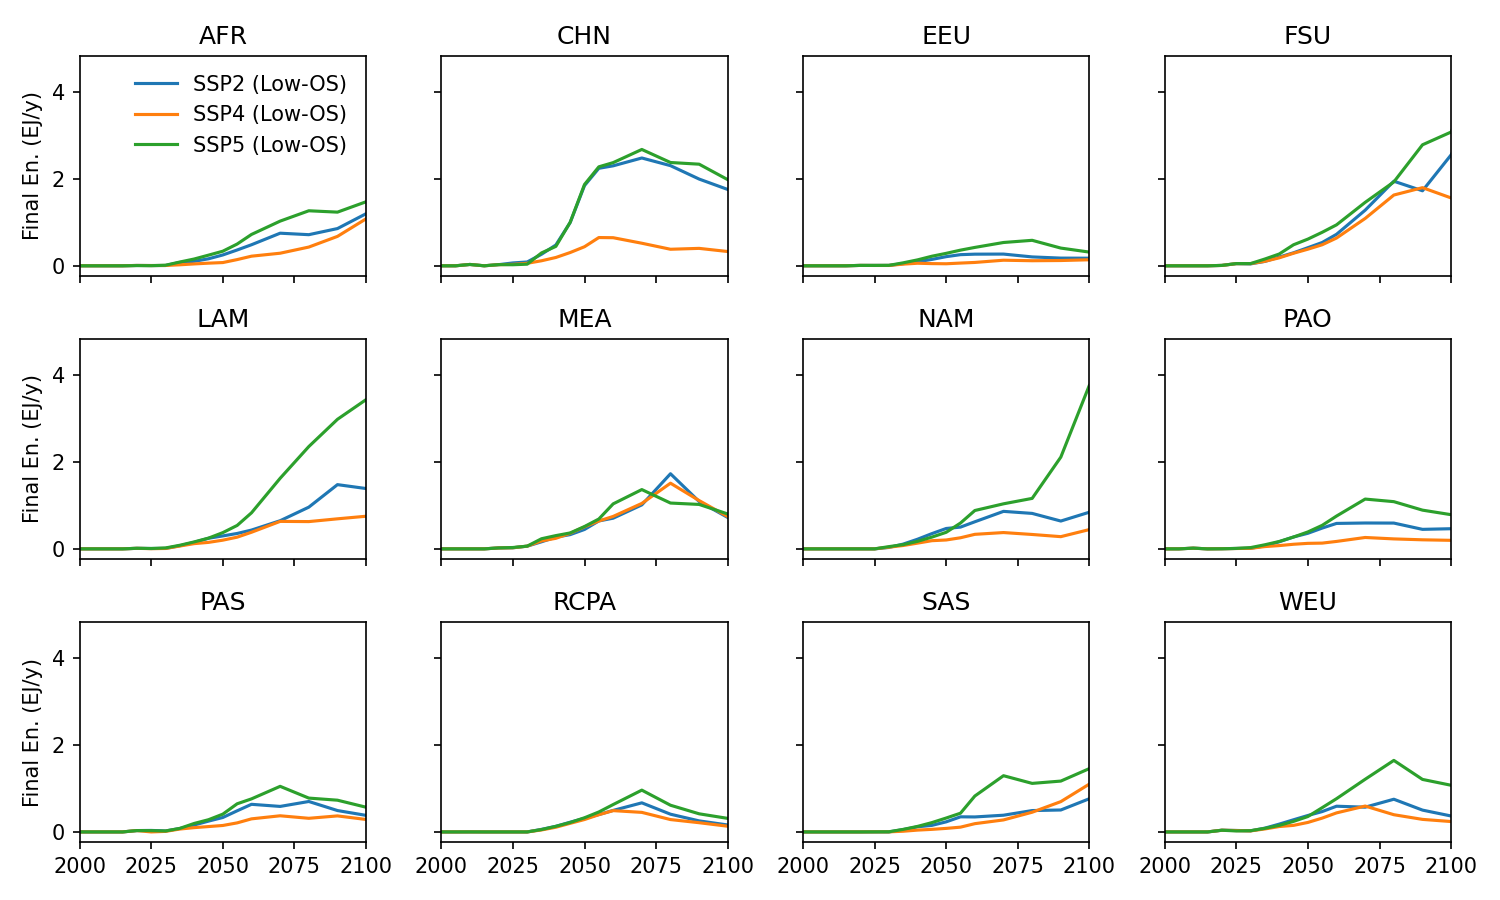 AFR CHN EEU FSU
Final En. (EJ/y)
4
2
0
SSP2 (Low-OS)
SSP4 (Low-OS)
SSP5 (Low-OS)
LAM MEA NAM PAO
Final En. (EJ/y)
4
2
0
PAS RCPA SAS WEU
Final En. (EJ/y)
4
2
0
2000 2025 2050 2075 2100 2000 2025 2050 2075 2100 2000 2025 2050 2075 2100 2000 2025 2050 2075 2100